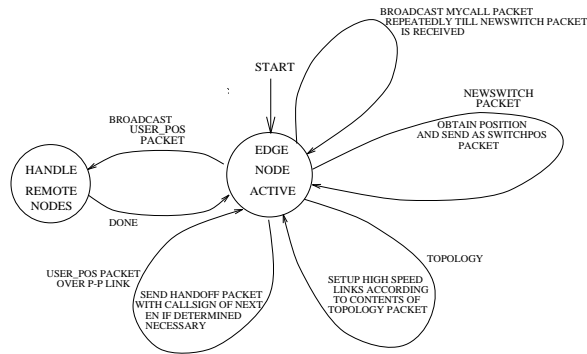 BROADCAST MYCALL PACKET
REPEATEDLY TILL NEWSWITCH PACKET
IS RECEIVED
START
NEWSWITCH
PACKET
OBTAIN POSITION
AND SEND AS SWITCHPOS
PACKET
BROADCAST
USER_POS
PACKET
EDGE
NODE
ACTIVE
HANDLE
REMOTE
NODES
DONE
USER_POS PACKET
OVER P-P LINK
SEND HANDOFF PACKET
WITH CALLSIGN OF NEXT
EN IF DETERMINED
NECESSARY
TOPOLOGY
SETUP HIGH SPEED
LINKS ACCORDING
TO CONTENTS OF
TOPOLOGY PACKET